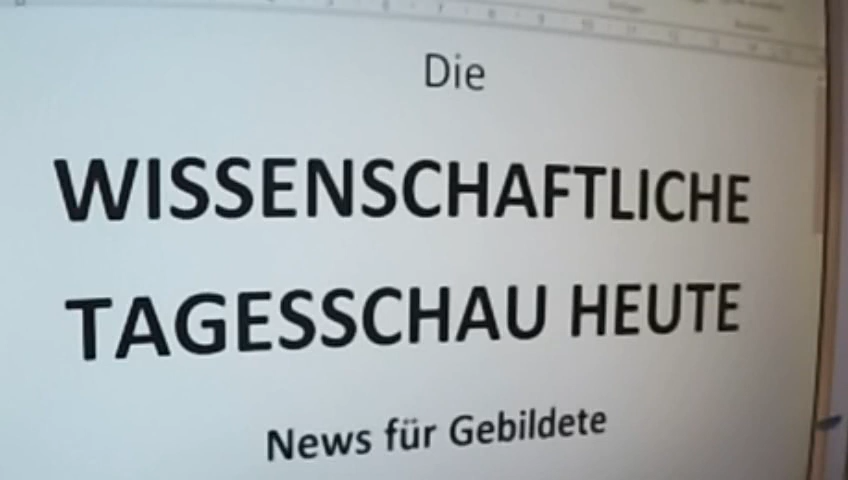 Die
WISSENSCHAFTLICHE
TAGESSCHAU HEUTE
News für Gebildete